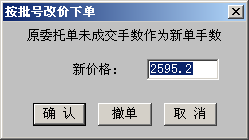 按批号改价下单
原委托单未成交手数作为新单手数
新价格： 2595.2
确 认 撤单 取 消